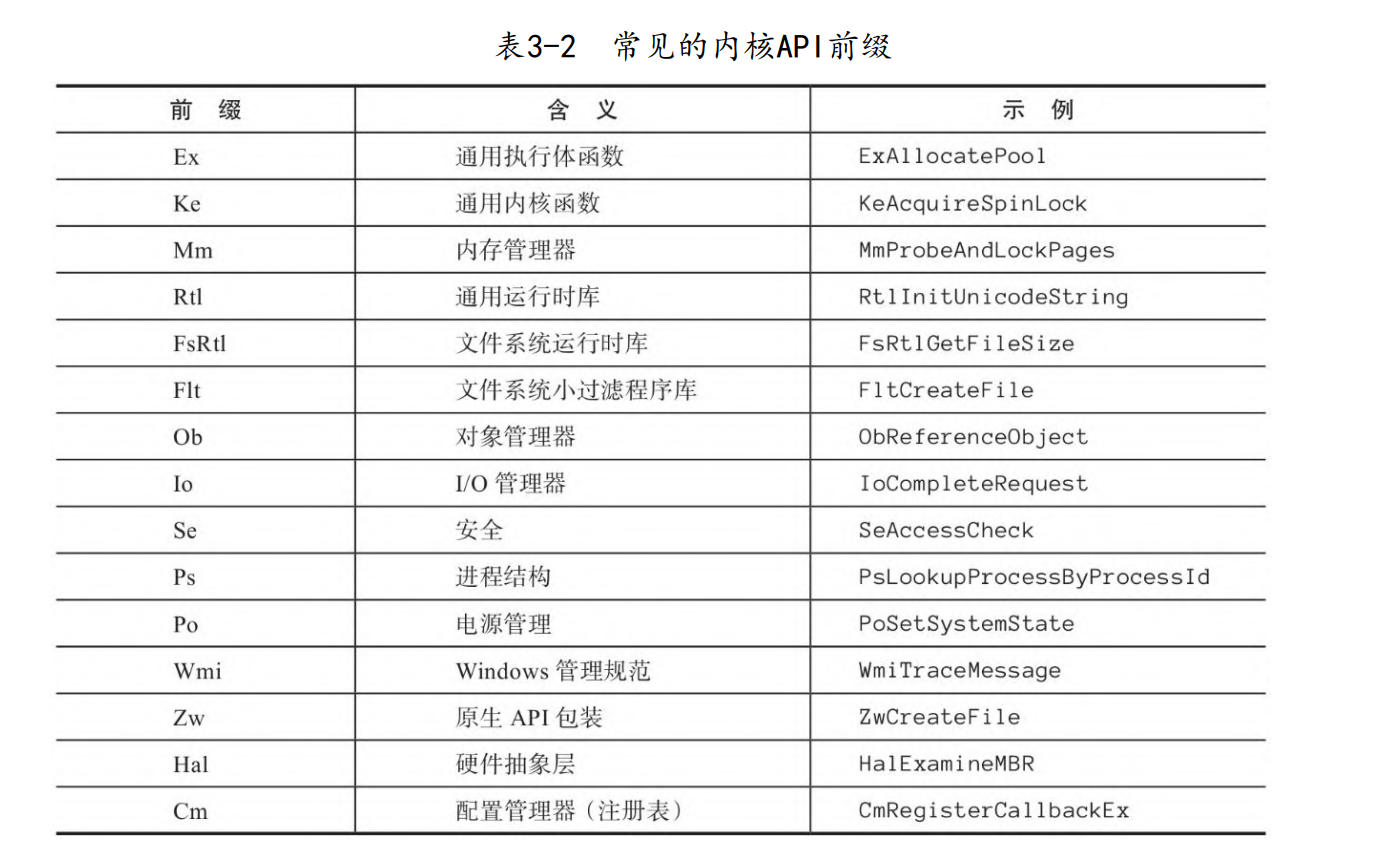 表3-2 常见的内核API前缀
前 缀 含 义 示 例
Ex 通用执行体函数 ExAllocatePool
Ke 通用内核函数 KeAcquireSpinLock
Mm 内存管理器 MmProbeAndLockPages
Rtl 通用运行时库 RtlInitUnicodeString
FsRtl 文件系统运行时库 FsRtlGetFileSize
Flt 文件系统小过滤程序库 FltCreateFile
Ob 对象管理器 ObReferenceObject
Io I/O 管理器 IoCompleteRequest
Se 安全 SeAccessCheck
Ps 进程结构 PsLookupProcessByProcessId
Po 电源管理 PoSetSystemState
Wmi Windows 管理规范 WmiTraceMessage
Zw 原生 API 包装 ZwCreateFile
Hal 硬件抽象层 HalExamineMBR
Cm 配置管理器（注册表） CmRegisterCallbackEx